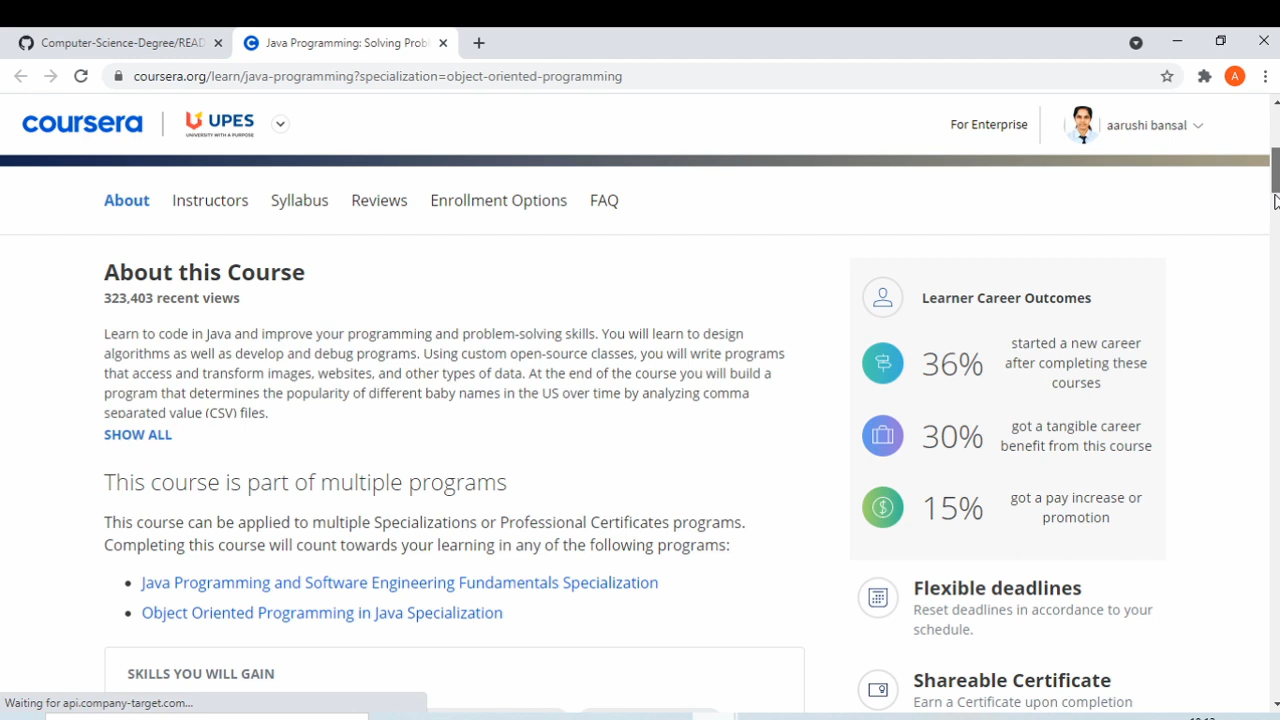 Computer-Science-Degree/READ
Java Programming: Solving Prob
coursera.org/learn/java-programming?specialization=object-oriented-programming
A
coursera
UPES
UNIVERSITY WITH A PURPOSE
For Enterprise
aarushi bansal
About
Instructors
Syllabus
Reviews
Enrollment Options
FAQ
About this Course
323,403 recent views
Learn to code in Java and improve your programming and problem-solving skills. You will learn to design
algorithms as well as develop and debug programs. Using custom open-source classes, you will write programs
that access and transform images, websites, and other types of data. At the end of the course you will build a
program that determines the popularity of different baby names in the US over time by analyzing comma
separated value (CSV) files.
SHOW ALL
This course is part of multiple programs
This course can be applied to multiple Specializations or Professional Certificates programs.
Completing this course will count towards your learning in any of the following programs:
• Java Programming and Software Engineering Fundamentals Specialization
• Object Oriented Programming in Java Specialization
SKILLS YOU WILL GAIN
Learner Career Outcomes
36%
started a new career
after completing these
courses
30%
got a tangible career
benefit from this course
15%
got a pay increase or
promotion
Flexible deadlines
Reset deadlines in accordance to your
schedule.
Shareable Certificate
Earn a Certificate upon completion
Waiting for api.company-target.com...